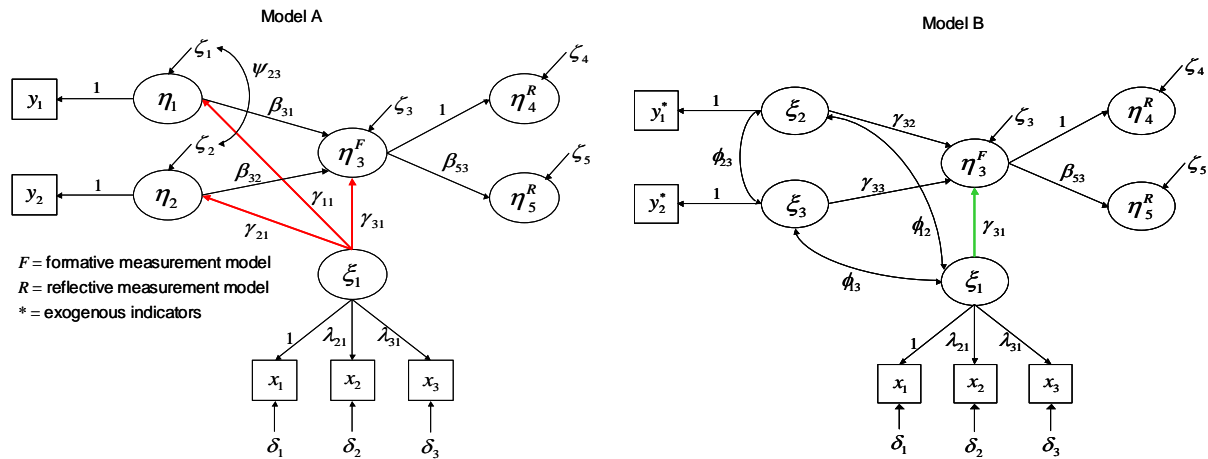 Model A
ζ₁
ψ₂₃
ζ₄
y₁
1
η₁
β₃₁
ζ₃
1
η₄ᴿ
ζ₂
η₃ꟳ
y₂
1
η₂
β₃₂
β₅₃
ζ₅
η₅ᴿ
γ₁₁
γ₂₁
γ₃₁
F = formative measurement model
R = reflective measurement model
* = exogenous indicators
ξ₁
1
λ₂₁
λ₃₁
x₁
x₂
x₃
δ₁
δ₂
δ₃
Model B
ζ₄
y₁*
1
ξ₂
γ₃₂
ζ₃
1
η₄ᴿ
ϕ₂₃
η₃ꟳ
y₂*
1
ξ₃
γ₃₃
β₅₃
ζ₅
η₅ᴿ
ϕ₁₂
γ₃₁
ϕ₁₃
ξ₁
1
λ₂₁
λ₃₁
x₁
x₂
x₃
δ₁
δ₂
δ₃